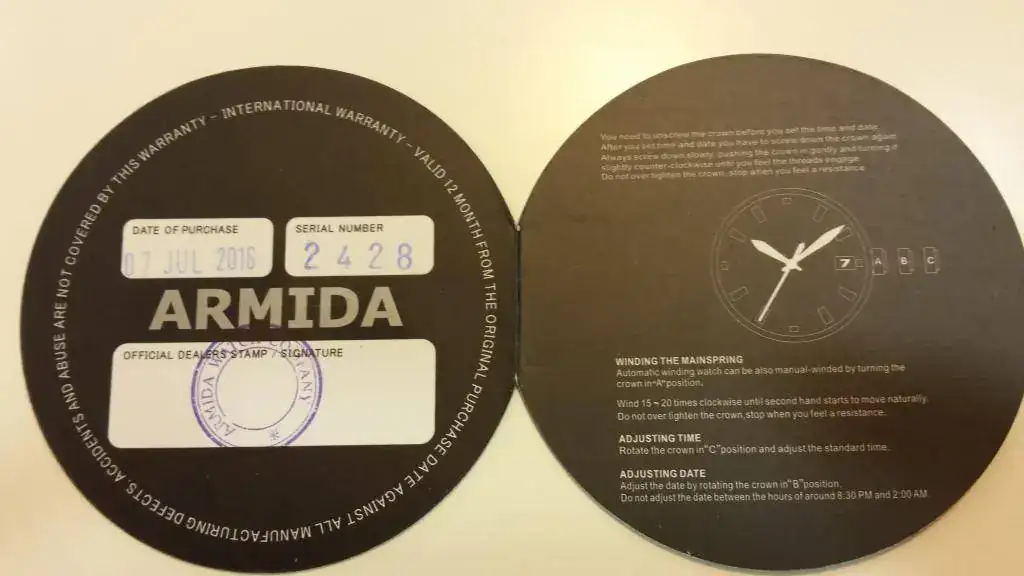 INTERNATIONAL WARRANTY - VALID 12 MONTH FROM THE ORIGINAL PURCHASE DATE AGAINST ALL MANUFACTURING DEFECTS ACCIDENTS AND ABUSE ARE NOT COVERED BY THIS WARRANTY -
DATE OF PURCHASE
07 JUL 2016
SERIAL NUMBER
2428
ARMIDA
OFFICIAL DEALERS STAMP / SIGNATURE
ARMIDA WATCH COMPANY
You need to unscrew the crown before you set the time and date.
After you set time and date you have to screw down the crown again.
Always screw down slowly, pushing the crown in gently and turning it
slightly counter-clockwise until you feel the threads engage.
Do not over tighten the crown, stop when you feel a resistance.
7 A B C
WINDING THE MAINSPRING
Automatic winding watch can be also manual-winded by turning the
crown in "A" position.
Wind 15 ~ 20 times clockwise until second hand starts to move naturally.
Do not over tighten the crown, stop when you feel a resistance.
ADJUSTING TIME
Rotate the crown in "C" position and adjust the standard time.
ADJUSTING DATE
Adjust the date by rotating the crown in "B" position.
Do not adjust the date between the hours of around 8:30 PM and 2:00 AM.